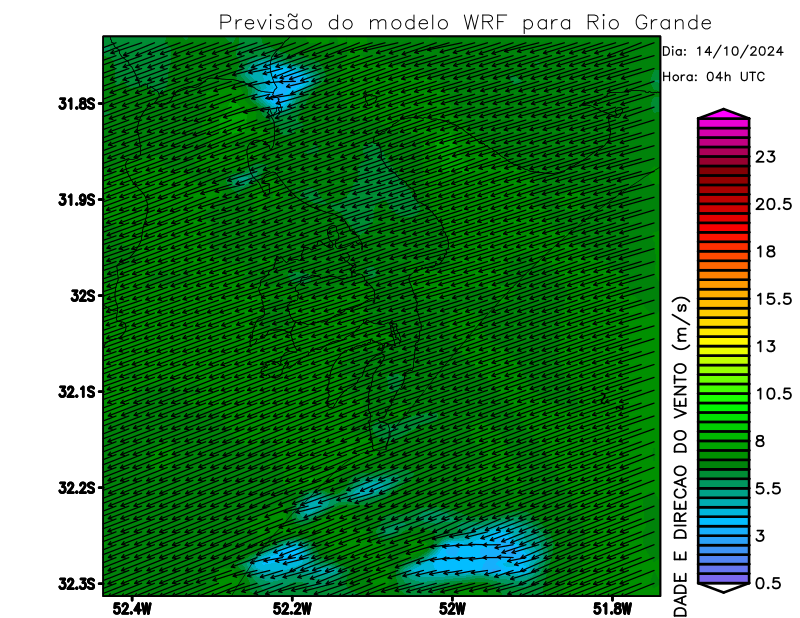 Previsão do modelo WRF para Rio Grande
Dia: 14/10/2024
Hora: 04h UTC
31.8S
31.9S
32S
32.1S
32.2S
32.3S
52.4W
52.2W
52W
51.8W
DADE E DIRECAO DO VENTO (m/s)
23
20.5
18
15.5
13
10.5
8
5.5
3
0.5